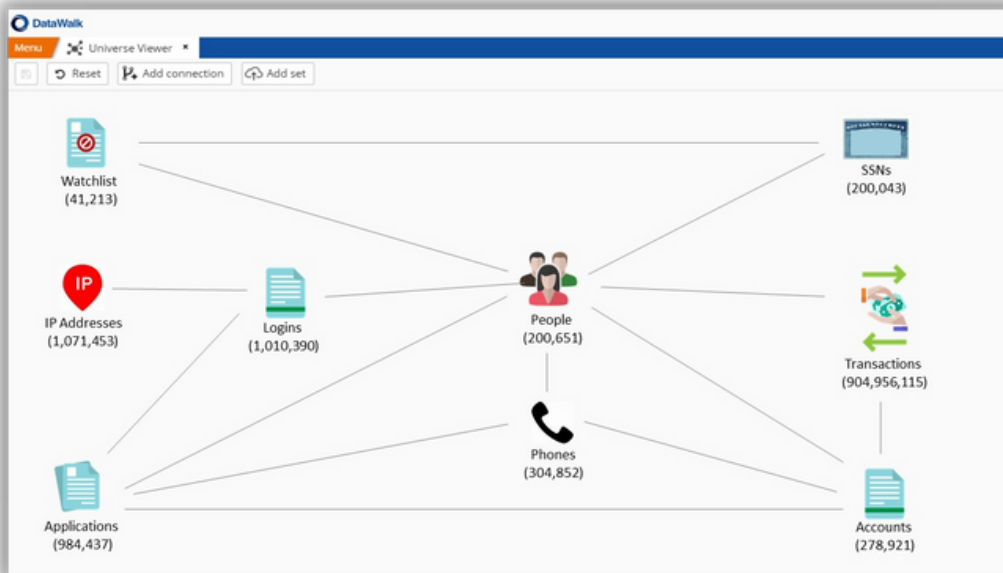 DataWalk
Menu
Universe Viewer ×
Reset
Add connection
Add set
Watchlist
(41,213)
SSNs
(200,043)
IP
IP Addresses
(1,071,453)
Logins
(1,010,390)
People
(200,651)
Transactions
(904,956,115)
Phones
(304,852)
Applications
(984,437)
Accounts
(278,921)